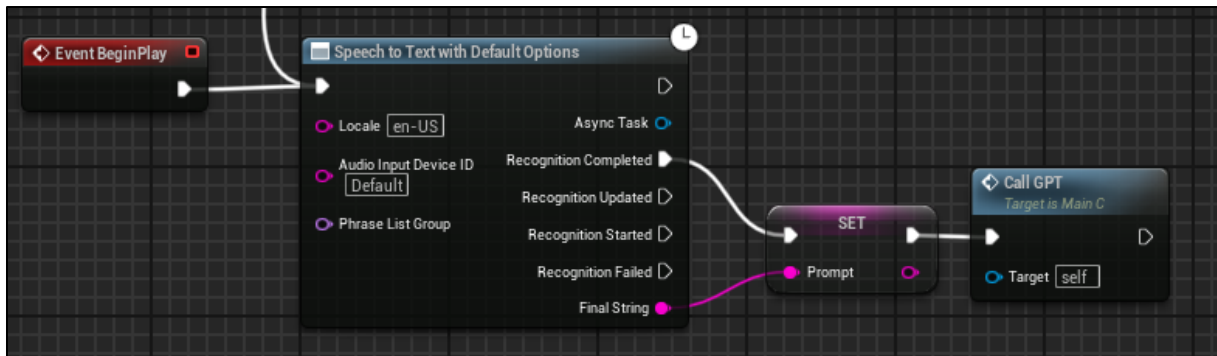 Event BeginPlay
Speech to Text with Default Options
Locale en-US
Async Task
Audio Input Device ID
Default
Recognition Completed
Recognition Updated
Phrase List Group
Recognition Started
Recognition Failed
Final String
SET
Prompt
Call GPT
Target is Main C
Target self